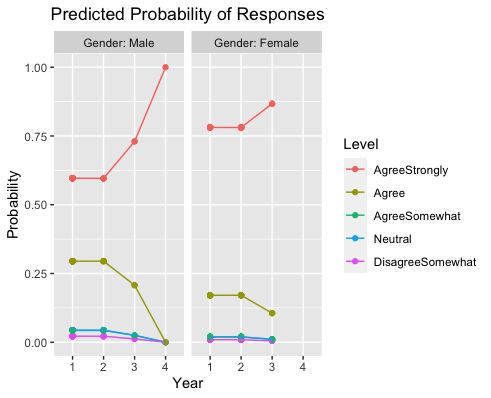 Predicted Probability of Responses
Gender: Male
Gender: Female
1.00
0.75
0.50
0.25
0.00
Probability
1 2 3 4
1 2 3 4
Year
Level
AgreeStrongly
Agree
AgreeSomewhat
Neutral
DisagreeSomewhat